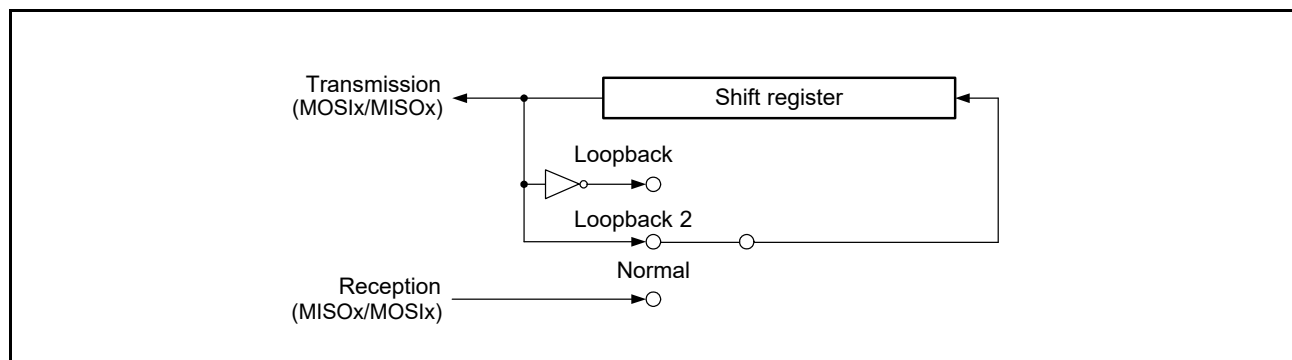 Transmission
(MOSIx/MISOx)
Shift register
Loopback
Loopback 2
Normal
Reception
(MISOx/MOSIx)